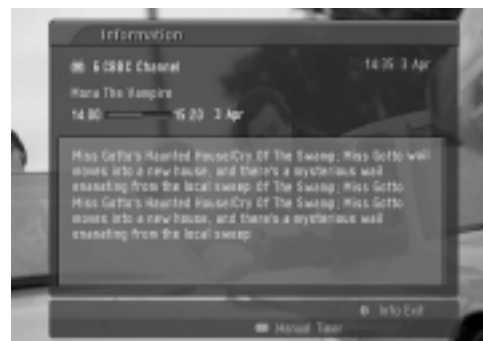 Information
6 CBBC Channel
14:35 3 Apr
Mona The Vampire
14:00 15:20 3 Apr
Miss Gotto's Haunted House/Cry Of The Swamp; Miss Gotto wail
moves into a new house, and there's a mysterious wail
emanating from the local sweep Of The Swamp; Miss Gotto
Miss Gotto's Haunted House/Cry Of The Swamp; Miss Gotto
moves into a new house, and there's a mysterious wail
emanating from the local sweep
Info Exit
Manual Timer